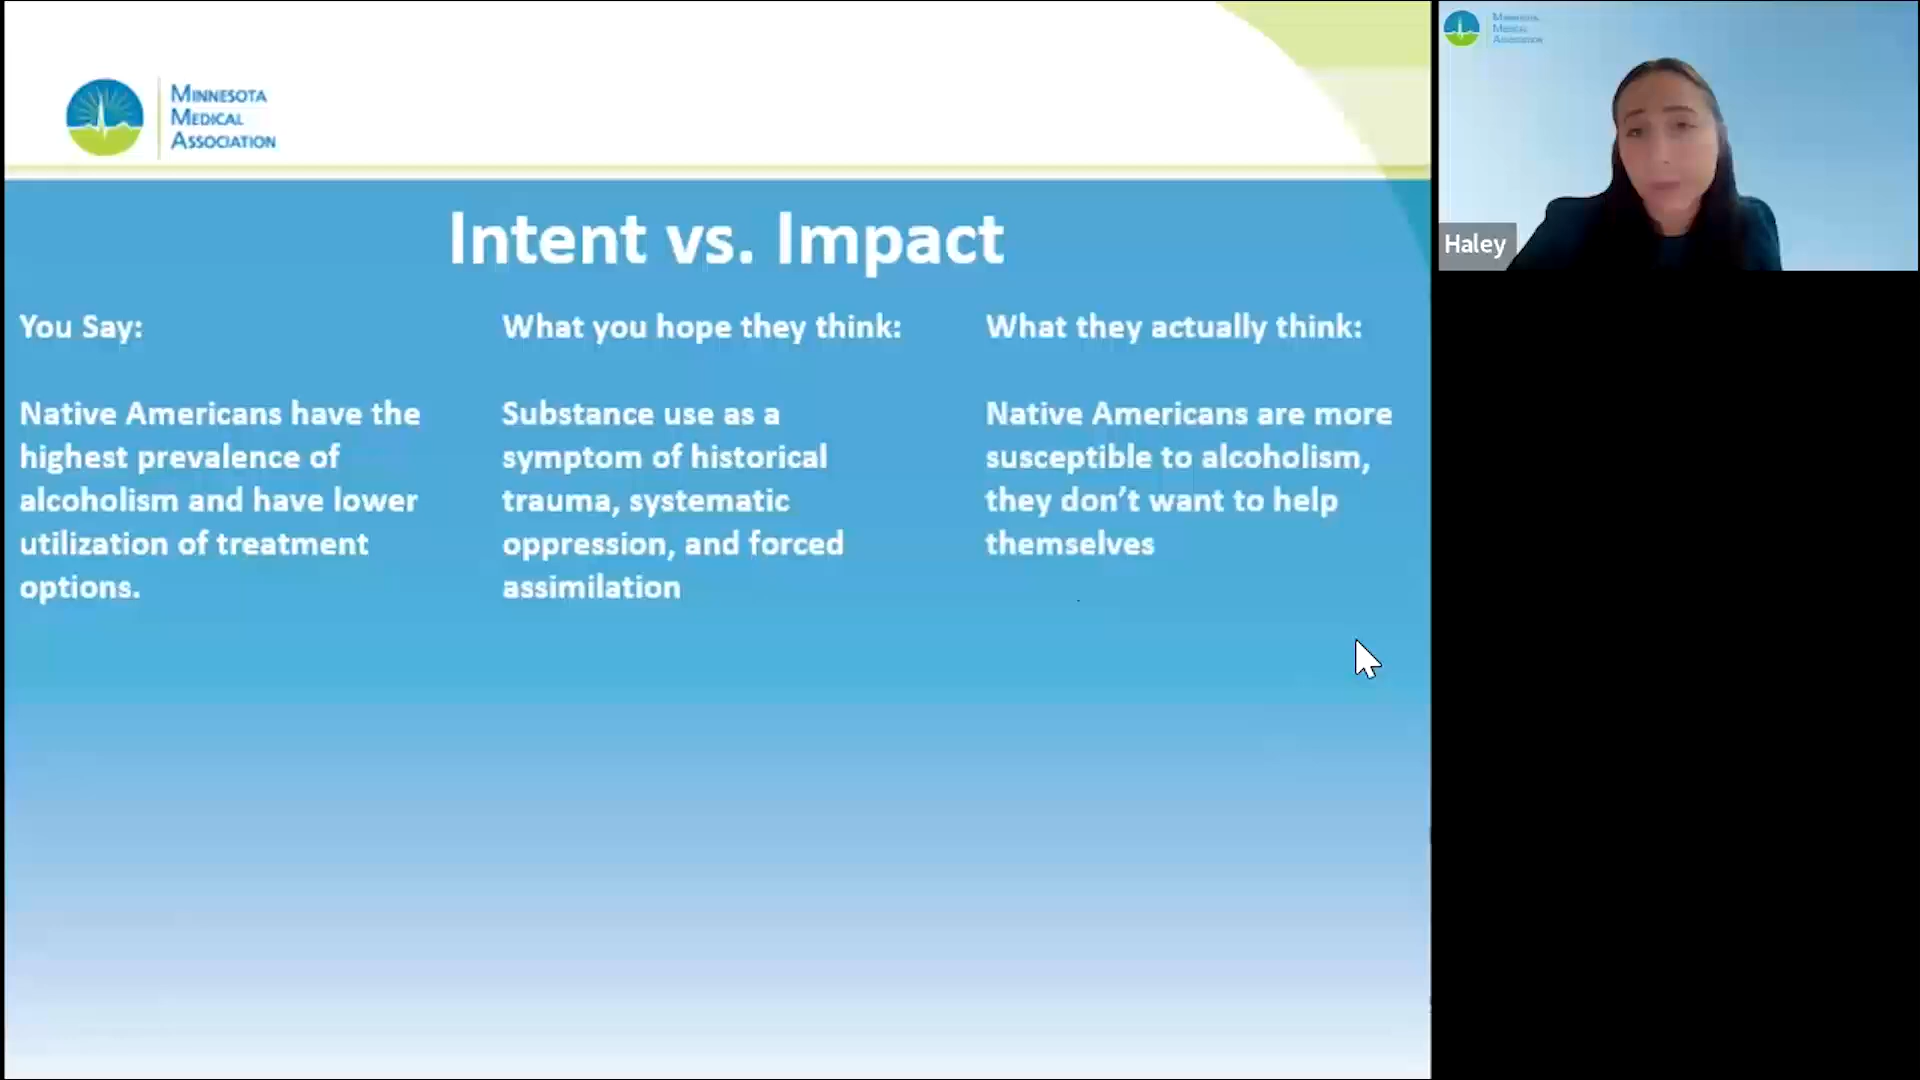 MINNESOTA
MEDICAL
ASSOCIATION
Intent vs. Impact
You Say:
Native Americans have the
highest prevalence of
alcoholism and have lower
utilization of treatment
options.
What you hope they think:
Substance use as a
symptom of historical
trauma, systematic
oppression, and forced
assimilation
What they actually think:
Native Americans are more
susceptible to alcoholism,
they don’t want to help
themselves
MINNESOTA
MEDICAL
ASSOCIATION
Haley